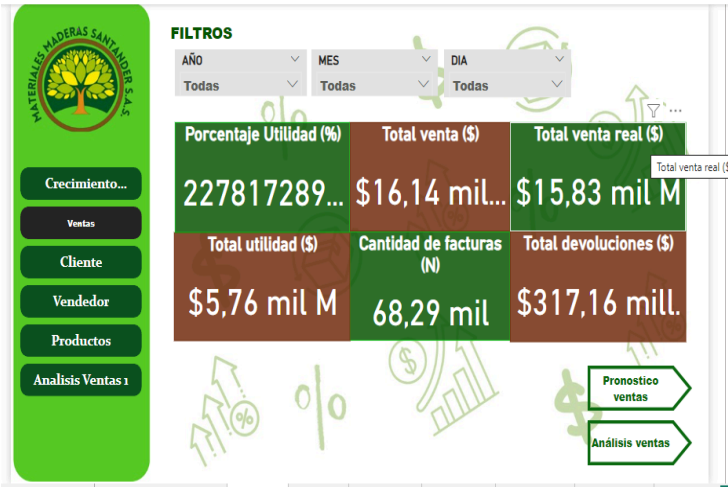 MATERIALES MADERAS SANTANDER S.A.S.
FILTROS
AÑO
MES
DIA
Todas
Todas
Todas
Porcentaje Utilidad (%)
Total venta ($)
Total venta real ($)
Total venta real ($
227817289...
$16,14 mil...
$15,83 mil M
Total utilidad ($)
Cantidad de facturas
(N)
Total devoluciones ($)
$5,76 mil M
68,29 mil
$317,16 mill.
Crecimiento...
Ventas
Cliente
Vendedor
Productos
Analisis Ventas 1
Pronostico
ventas
Análisis ventas